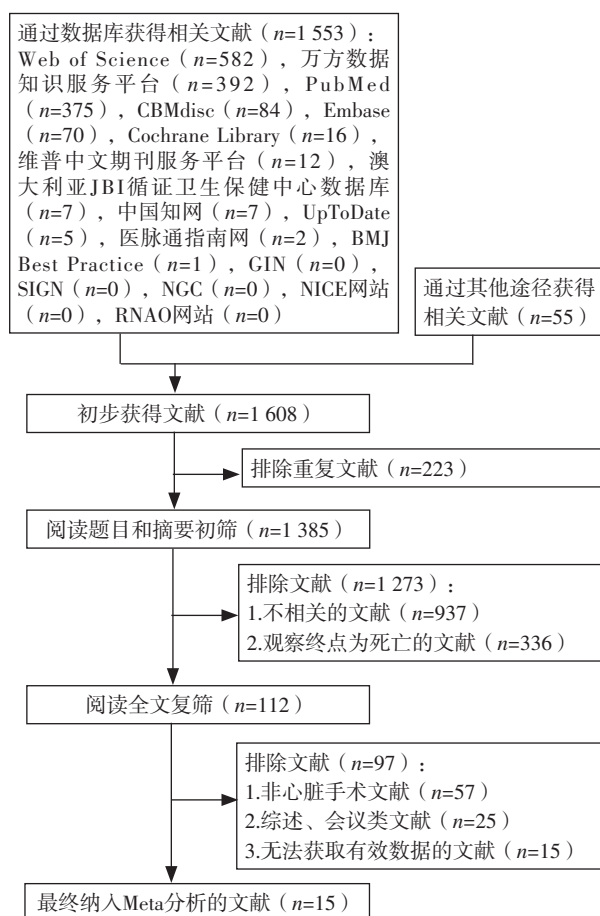 通过数据库获得相关文献（n=1 553）：
Web of Science（n=582），万方数据
知识服务平台（n=392），PubMed
（n=375），CBMdisc（n=84），Embase
（n=70），Cochrane Library（n=16），
维普中文期刊服务平台（n=12），澳
大利亚JBI循证卫生保健中心数据库
（n=7），中国知网（n=7），UpToDate
（n=5），医脉通指南网（n=2），BMJ
Best Practice（n=1），GIN（n=0），
SIGN（n=0），NGC（n=0），NICE网站
（n=0），RNAO网站（n=0）
通过其他途径获得
相关文献（n=55）
初步获得文献（n=1 608）
排除重复文献（n=223）
阅读题目和摘要初筛（n=1 385）
排除文献（n=1 273）：
1.不相关的文献（n=937）
2.观察终点为死亡的文献（n=336）
阅读全文复筛（n=112）
排除文献（n=97）：
1.非心脏手术文献（n=57）
2.综述、会议类文献（n=25）
3.无法获取有效数据的文献（n=15）
最终纳入Meta分析的文献（n=15）